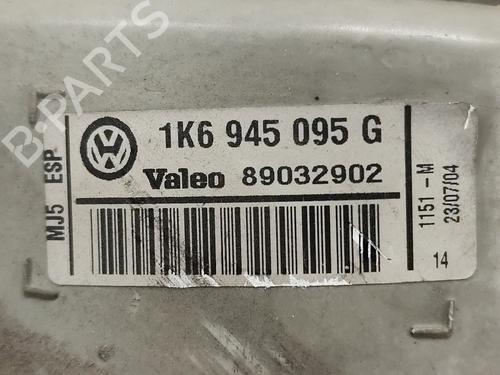 B-PARTS
MJ5 ESP
1K6 945 095 G
Valeo 89032902
1151-M
23/07/04
14